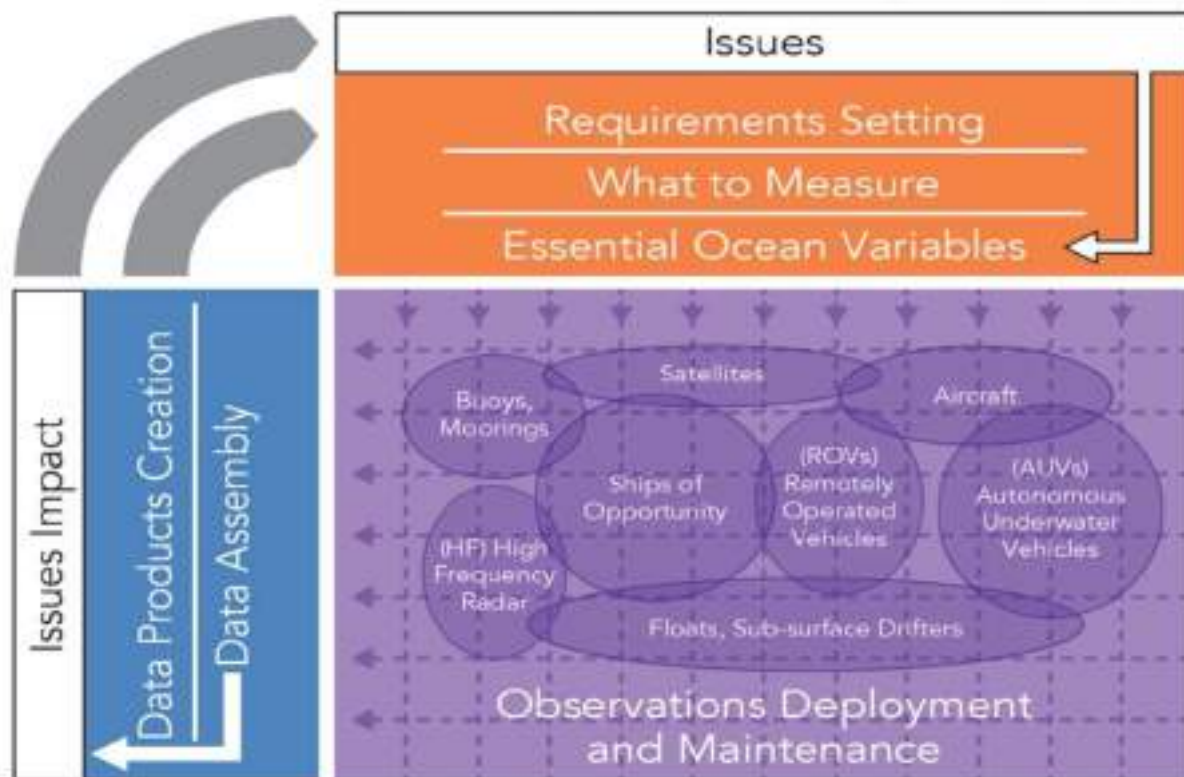 Issues
Requirements Setting
What to Measure
Essential Ocean Variables
Issues Impact
Data Products Creation
Data Assembly
Satellites
Aircraft
Buoys,
Moorings
Ships of
Opportunity
(ROVs)
Remotely
Operated
Vehicles
(AUVs)
Autonomous
Underwater
Vehicles
(HF) High
Frequency
Radar
Floats, Sub-surface Drifters
Observations Deployment
and Maintenance